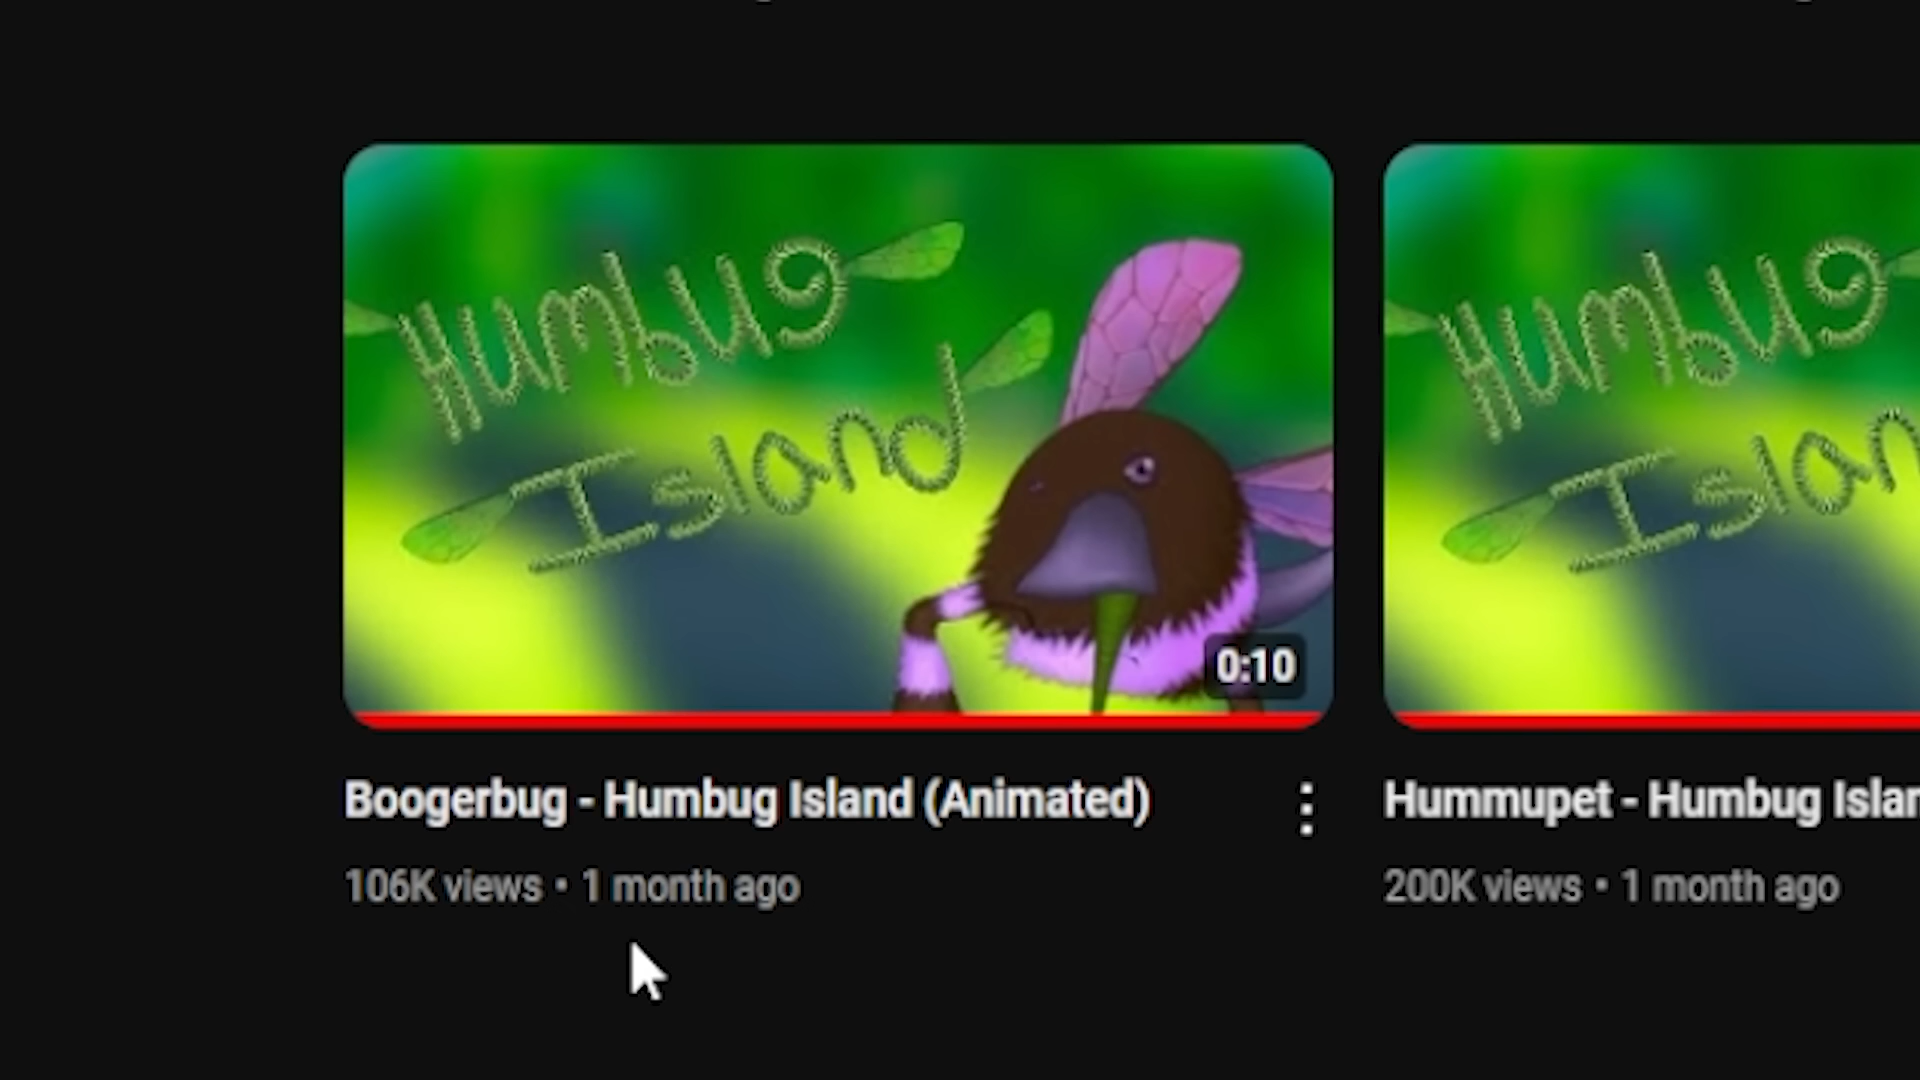 Humbug
Island
0:10
Boogerbug - Humbug Island (Animated)
106K views • 1 month ago
Humbug
Islan
Hummupet - Humbug Islan
200K views • 1 month ago